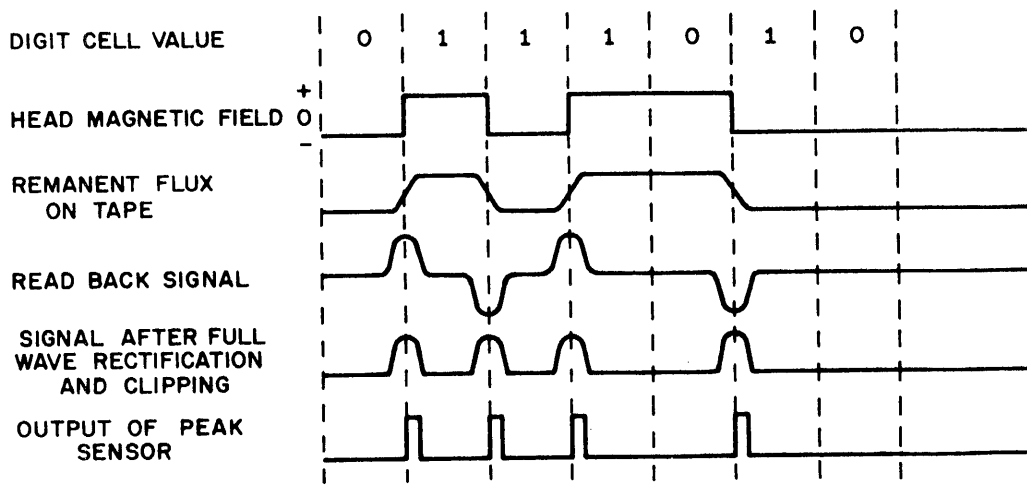 DIGIT CELL VALUE 0 1 1 1 0 1 0
+
HEAD MAGNETIC FIELD 0
-
REMANENT FLUX
ON TAPE
READ BACK SIGNAL
SIGNAL AFTER FULL
WAVE RECTIFICATION
AND CLIPPING
OUTPUT OF PEAK
SENSOR